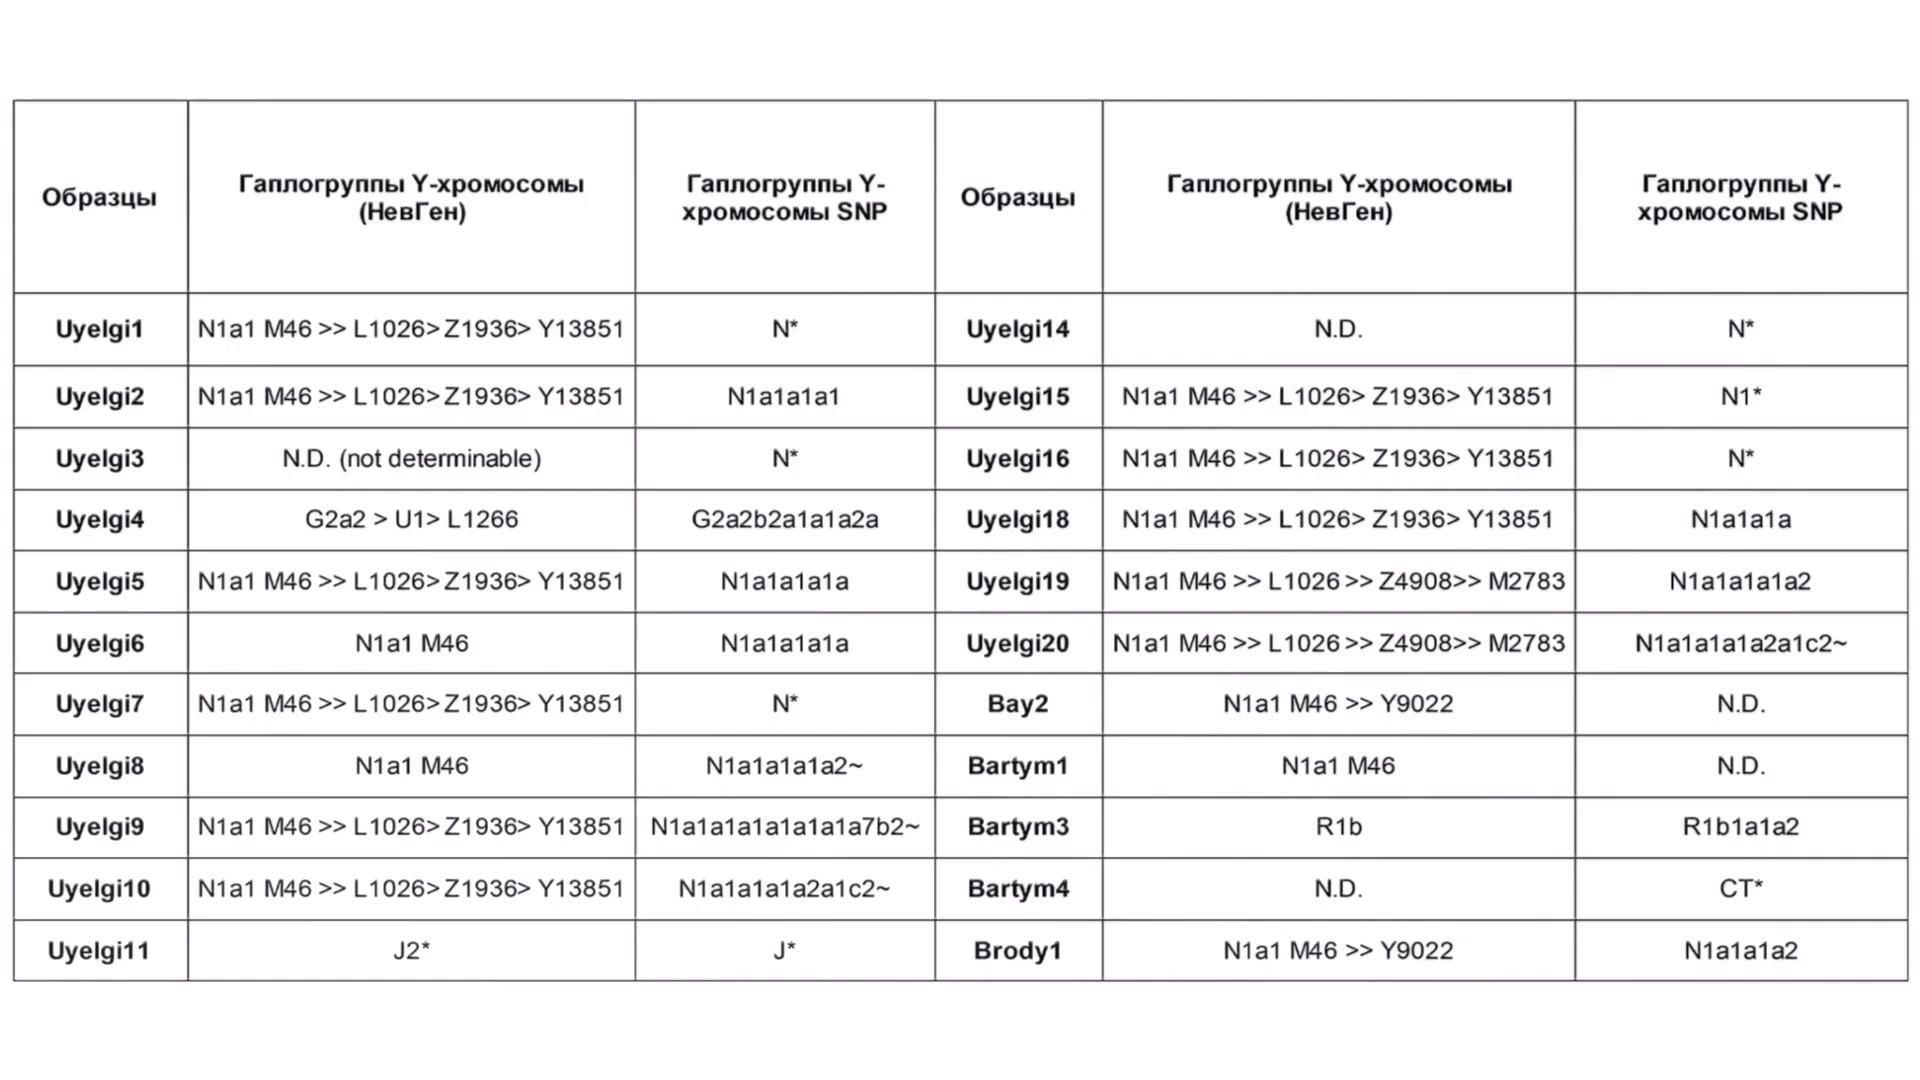 Образцы Гаплогруппы Y-хромосомы (НевГен) Гаплогруппы Y-хромосомы SNP Образцы Гаплогруппы Y-хромосомы (НевГен) Гаплогруппы Y-хромосомы SNP
Uyelgi1 N1a1 M46 >> L1026> Z1936> Y13851 N* Uyelgi14 N.D. N*
Uyelgi2 N1a1 M46 >> L1026> Z1936> Y13851 N1a1a1a1 Uyelgi15 N1a1 M46 >> L1026> Z1936> Y13851 N1*
Uyelgi3 N.D. (not determinable) N* Uyelgi16 N1a1 M46 >> L1026> Z1936> Y13851 N*
Uyelgi4 G2a2 > U1> L1266 G2a2b2a1a1a2a Uyelgi18 N1a1 M46 >> L1026> Z1936> Y13851 N1a1a1a
Uyelgi5 N1a1 M46 >> L1026> Z1936> Y13851 N1a1a1a1a Uyelgi19 N1a1 M46 >> L1026 >> Z4908>> M2783 N1a1a1a1a2
Uyelgi6 N1a1 M46 N1a1a1a1a Uyelgi20 N1a1 M46 >> L1026 >> Z4908>> M2783 N1a1a1a1a2a1c2~
Uyelgi7 N1a1 M46 >> L1026> Z1936> Y13851 N* Bay2 N1a1 M46 >> Y9022 N.D.
Uyelgi8 N1a1 M46 N1a1a1a1a2~ Bartym1 N1a1 M46 N.D.
Uyelgi9 N1a1 M46 >> L1026> Z1936> Y13851 N1a1a1a1a1a1a1a7b2~ Bartym3 R1b R1b1a1a2
Uyelgi10 N1a1 M46 >> L1026> Z1936> Y13851 N1a1a1a1a2a1c2~ Bartym4 N.D. CT*
Uyelgi11 J2* J* Brody1 N1a1 M46 >> Y9022 N1a1a1a2